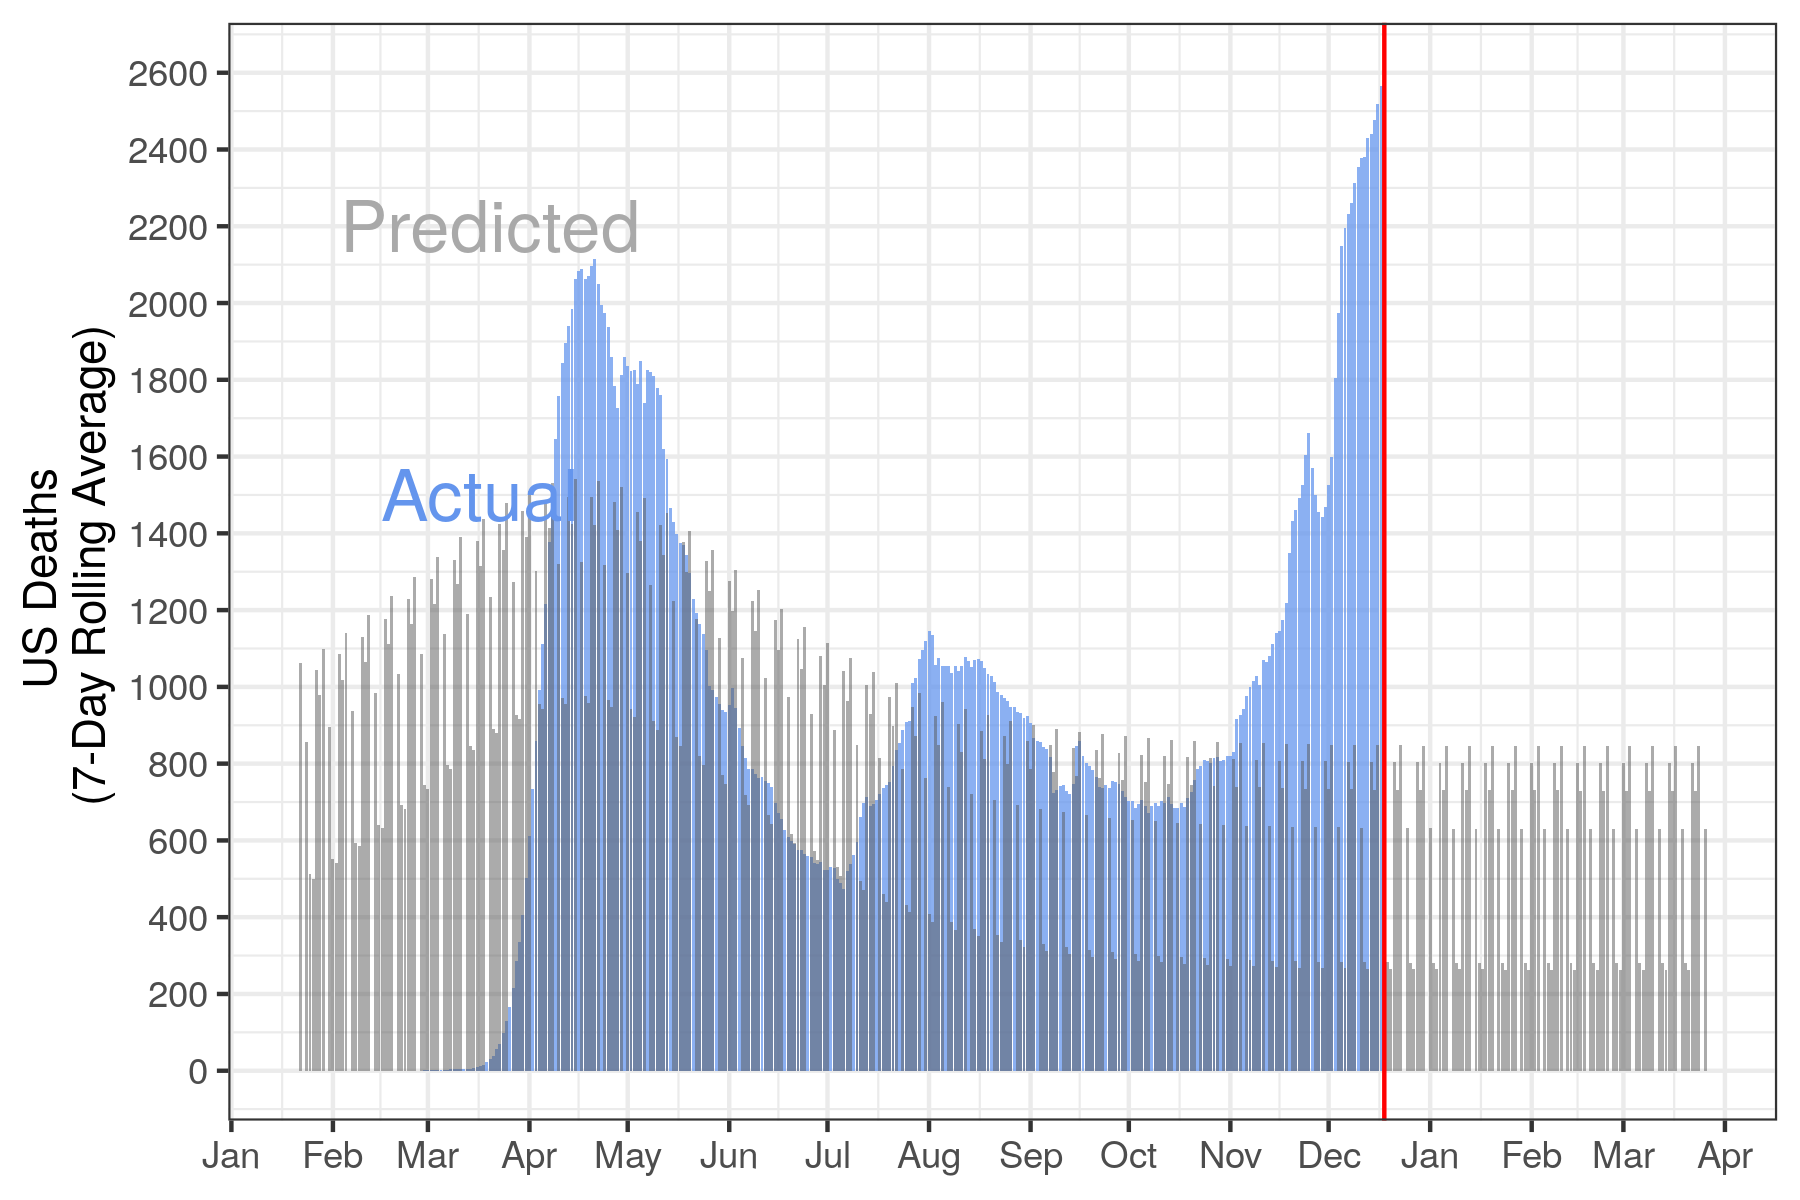 US Deaths
(7-Day Rolling Average)
2600
2400
2200
2000
1800
1600
1400
1200
1000
800
600
400
200
0
Predicted
Actual
Jan Feb Mar Apr May Jun Jul Aug Sep Oct Nov Dec Jan Feb Mar Apr